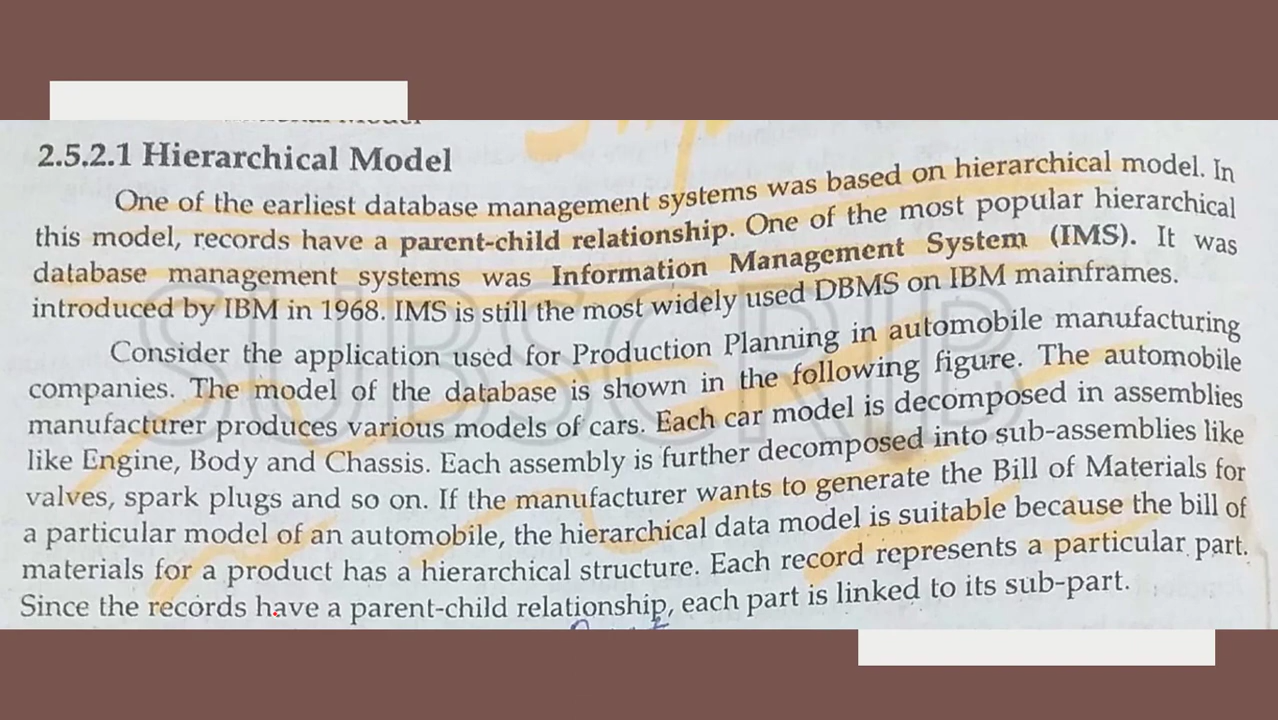 2.5.2.1 Hierarchical Model
One of the earliest database management systems was based on hierarchical model. In
this model, records have a parent-child relationship. One of the most popular hierarchical
database management systems was Information Management System (IMS). It was
introduced by IBM in 1968. IMS is still the most widely used DBMS on IBM mainframes.
Consider the application used for Production Planning in automobile manufacturing
companies. The model of the database is shown in the following figure. The automobile
manufacturer produces various models of cars. Each car model is decomposed in assemblies
like Engine, Body and Chassis. Each assembly is further decomposed into sub-assemblies like
valves, spark plugs and so on. If the manufacturer wants to generate the Bill of Materials for
a particular model of an automobile, the hierarchical data model is suitable because the bill of
materials for a product has a hierarchical structure. Each record represents a particular part.
Since the records have a parent-child relationship, each part is linked to its sub-part.
SUBSCRIB